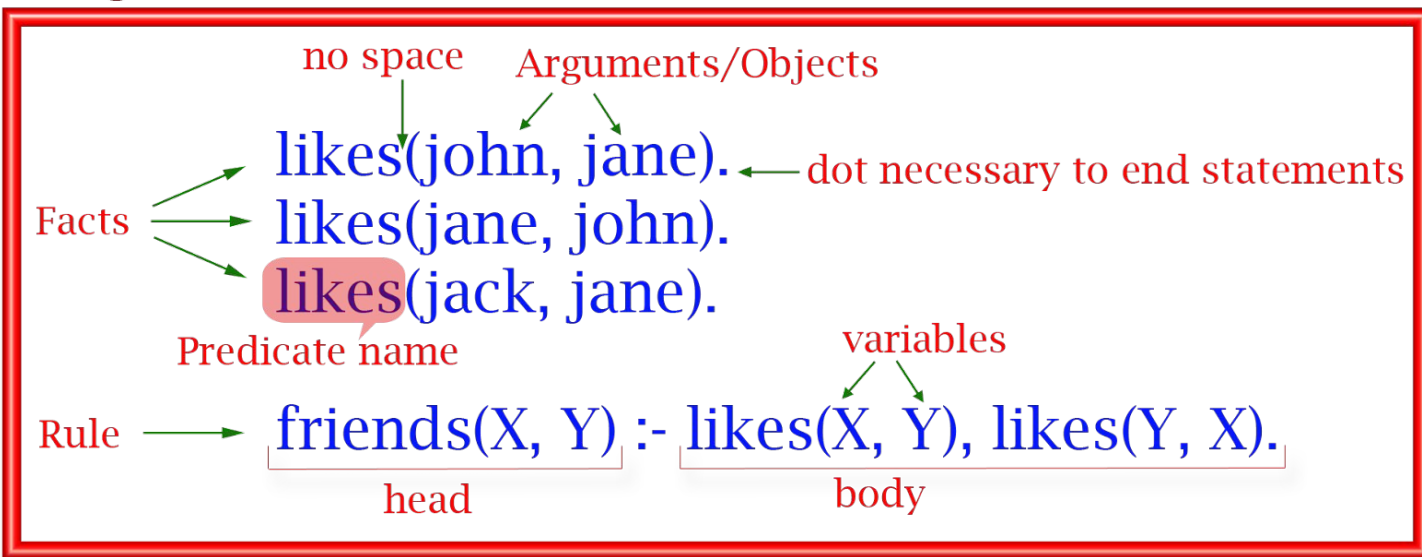 no space
Arguments/Objects
likes(john, jane).
dot necessary to end statements
Facts
likes(jane, john).
likes(jack, jane).
Predicate name
variables
Rule
friends(X, Y) :- likes(X, Y), likes(Y, X).
head
body